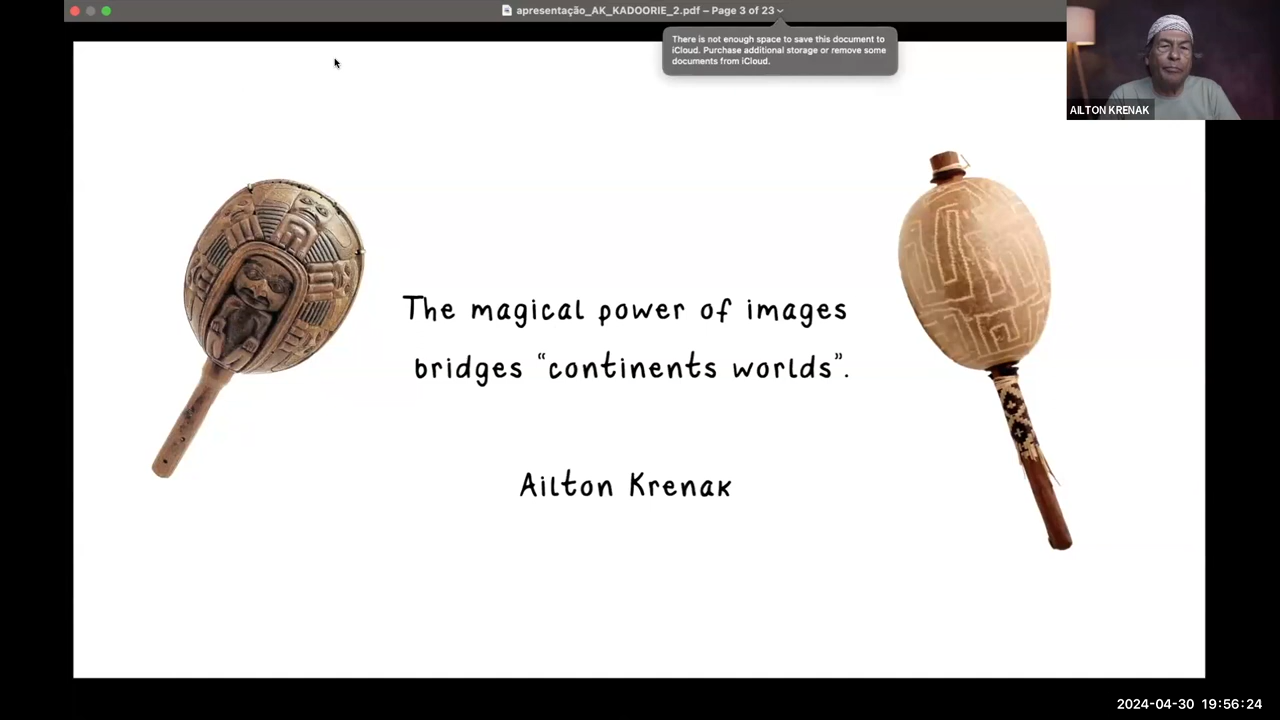 apresentação_AK_KADOORIE_2.pdf – Page 3 of 23
There is not enough space to save this document to
iCloud. Purchase additional storage or remove some
documents from iCloud.
AILTON KRENAK
The magical power of images
bridges “continents worlds”.
Ailton Krenak
2024-04-30 19:56:24